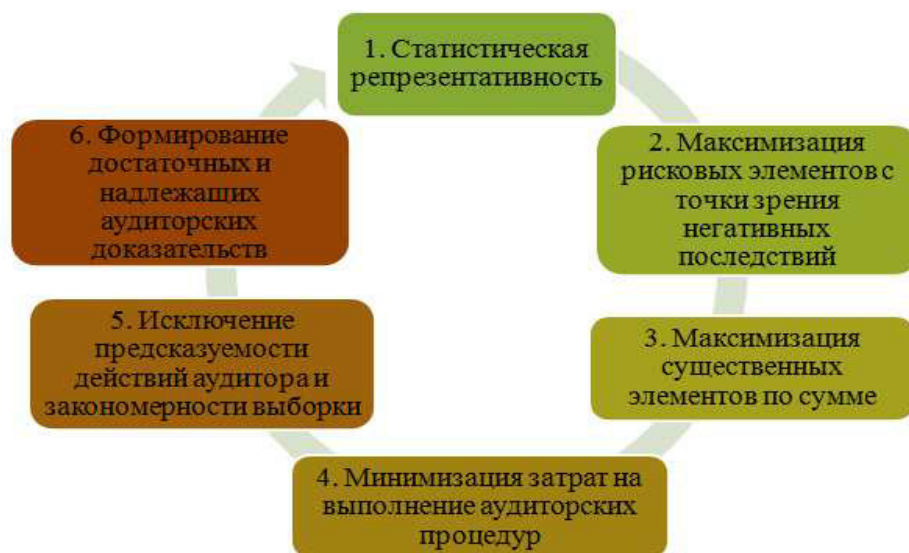 1. Статистическая
репрезентативность
2. Максимизация
рисковых элементов с
точки зрения
негативных
последствий
3. Максимизация
существенных
элементов по сумме
4. Минимизация затрат на
выполнение аудиторских
процедур
5. Исключение
предсказуемости
действий аудитора и
закономерности выборки
6. Формирование
достаточных и
надлежащих
аудиторских
доказательств